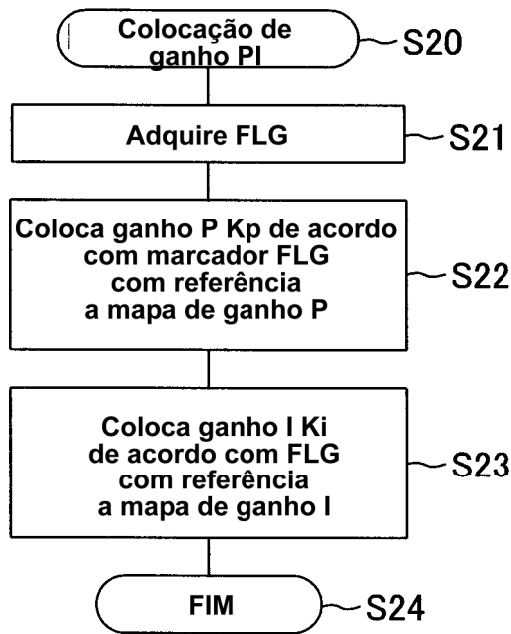 Colocação de
ganho PI
S20
Adquire FLG
S21
Coloca ganho P Kp de acordo
com marcador FLG
com referência
a mapa de ganho P
S22
Coloca ganho I Ki
de acordo com FLG
com referência
a mapa de ganho I
S23
FIM
S24